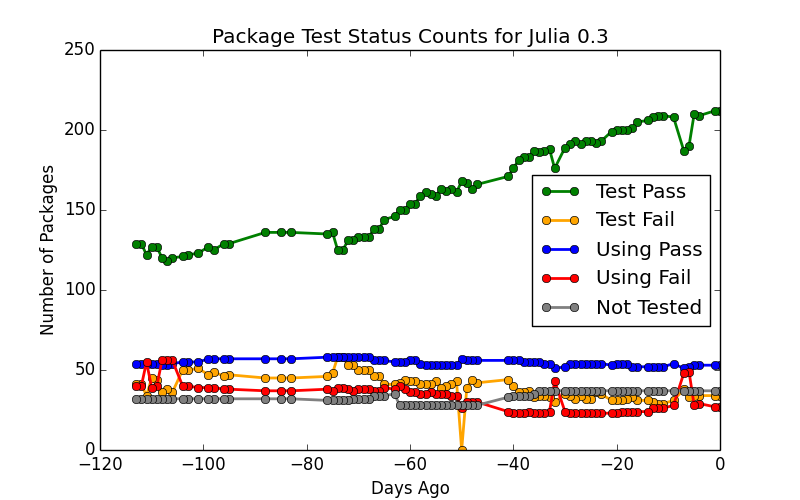 Package Test Status Counts for Julia 0.3
250
200
150
100
50
0
Number of Packages
Test Pass
Test Fail
Using Pass
Using Fail
Not Tested
−120 −100 −80 −60 −40 −20 0
Days Ago